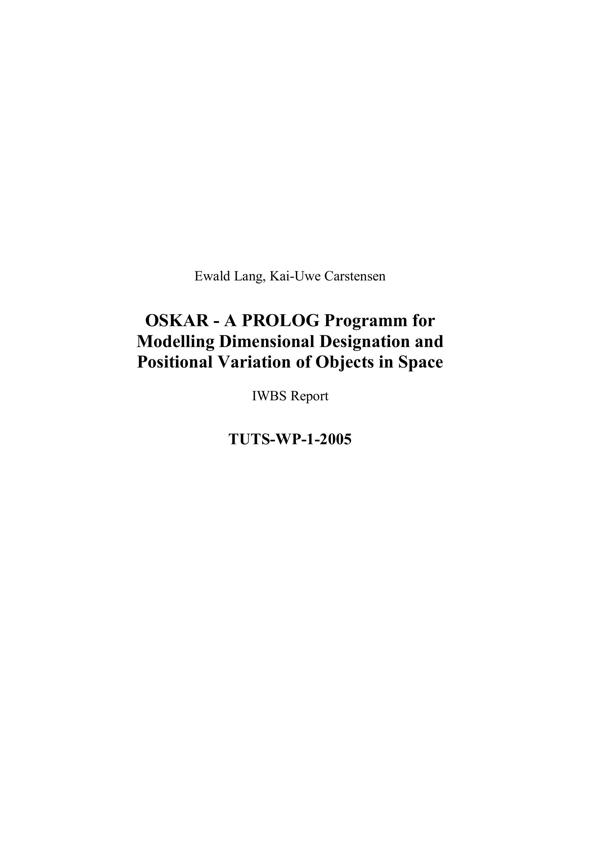 Ewald Lang, Kai-Uwe Carstensen
OSKAR - A PROLOG Programm for
Modelling Dimensional Designation and
Positional Variation of Objects in Space
IWBS Report
TUTS-WP-1-2005